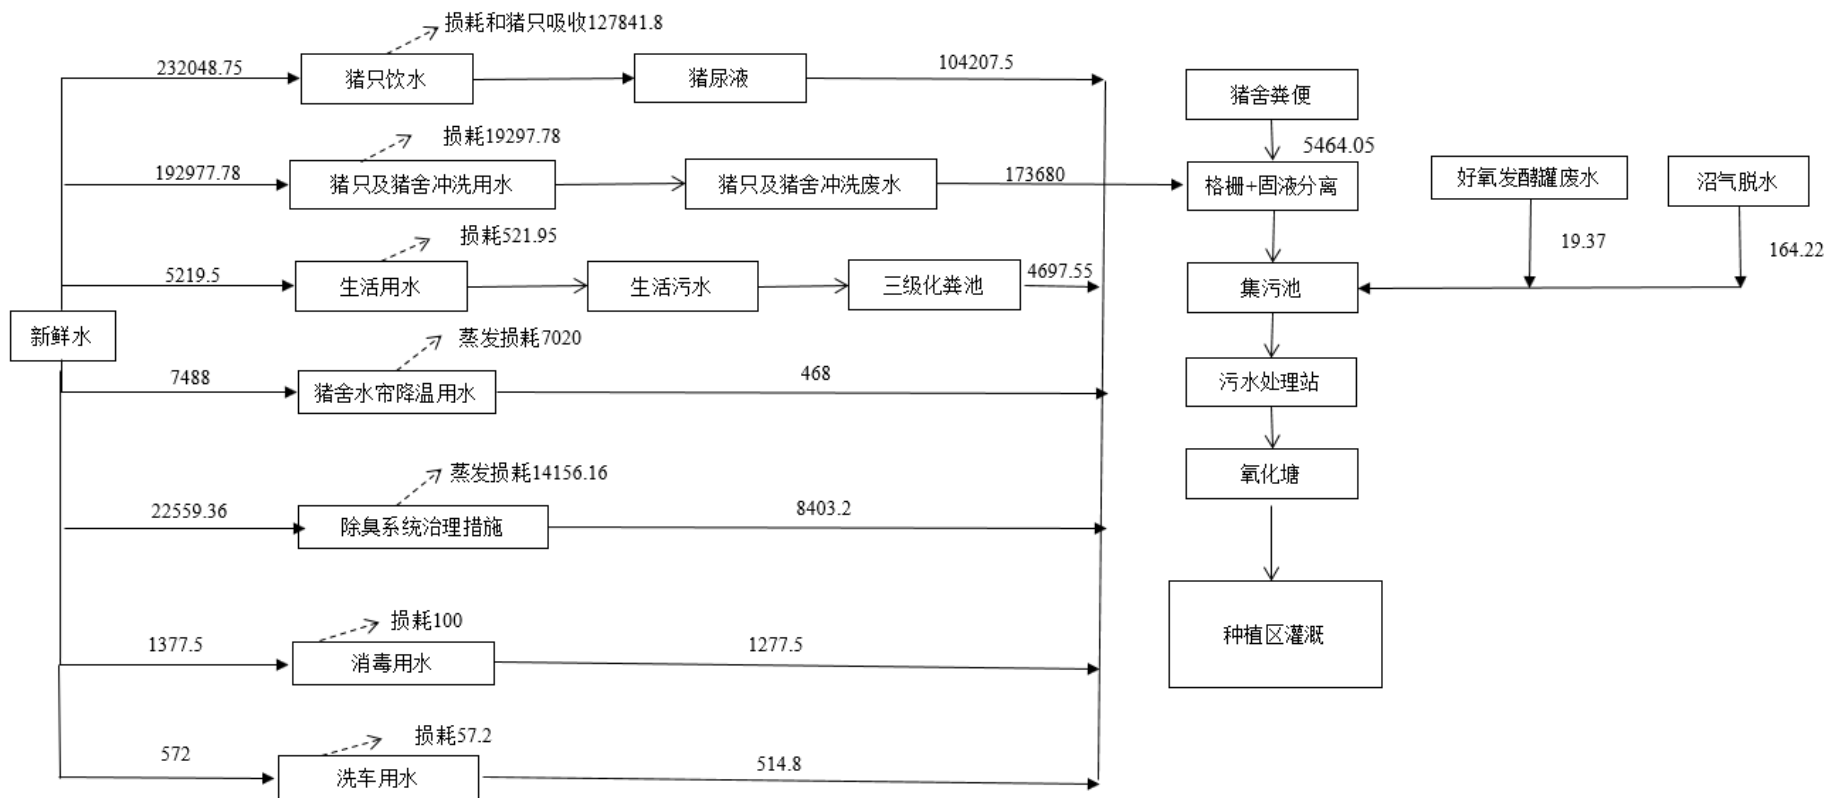 损耗和猪只吸收127841.8
232048.75
猪只饮水
猪尿液
104207.5
猪舍粪便
5464.05
损耗19297.78
192977.78
猪只及猪舍冲洗用水
猪只及猪舍冲洗废水
173680
格栅+固液分离
好氧发酵罐废水
沼气脱水
19.37
164.22
损耗521.95
5219.5
生活用水
生活污水
三级化粪池
4697.55
集污池
新鲜水
蒸发损耗7020
7488
猪舍水帘降温用水
468
污水处理站
蒸发损耗14156.16
22559.36
除臭系统治理措施
8403.2
氧化塘
损耗100
1377.5
消毒用水
1277.5
种植区灌溉
损耗57.2
572
洗车用水
514.8